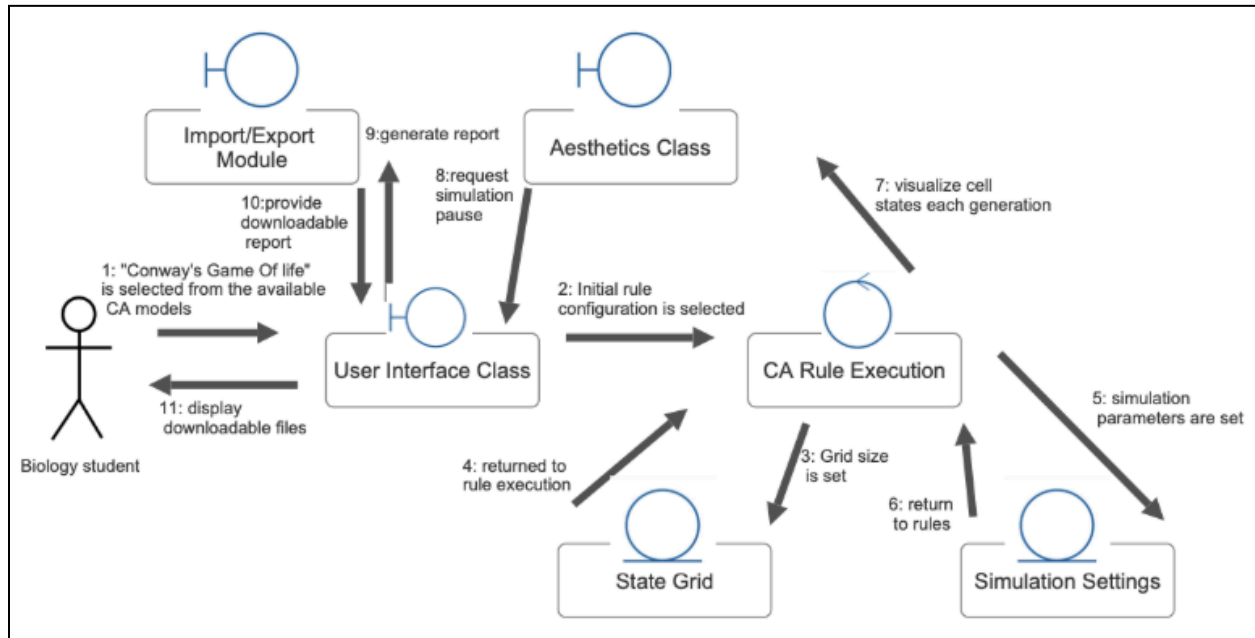 Import/Export
Module
9:generate report
Aesthetics Class
8:request
simulation
pause
7: visualize cell
states each generation
10:provide
downloadable
report
1: "Conway's Game Of life"
is selected from the available
CA models
2: Initial rule
configuration is selected
User Interface Class
CA Rule Execution
11: display
downloadable files
Biology student
5: simulation
parameters are set
4: returned to
rule execution
3: Grid size
is set
6: return
to rules
State Grid
Simulation Settings